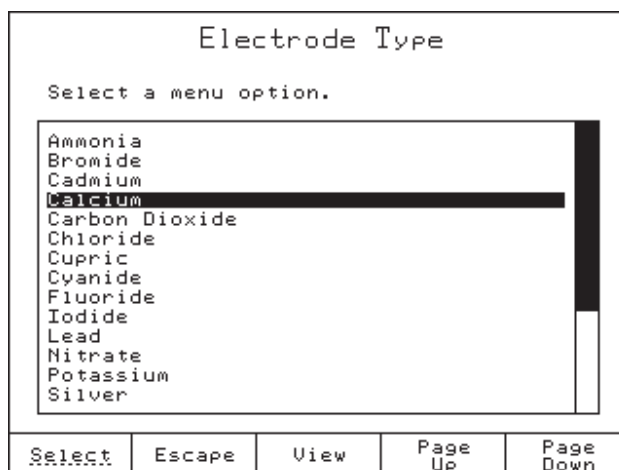 Electrode Type
Select a menu option.
Ammonia
Bromide
Cadmium
Calcium
Carbon Dioxide
Chloride
Cupric
Cyanide
Fluoride
Iodide
Lead
Nitrate
Potassium
Silver
Select Escape View Page Up Page Down